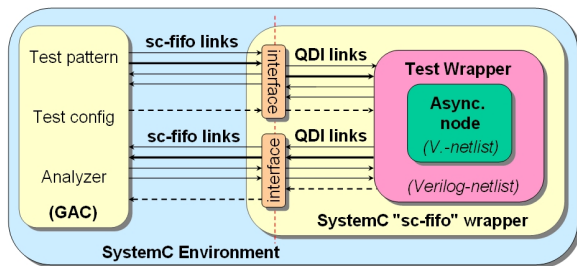 sc-fifo links
QDI links
Test pattern
interface
Test Wrapper
Async.
node
(V.-netlist)
Test config
sc-fifo links
QDI links
interface
Analyzer
(Verilog-netlist)
(GAC)
SystemC "sc-fifo" wrapper
SystemC Environment